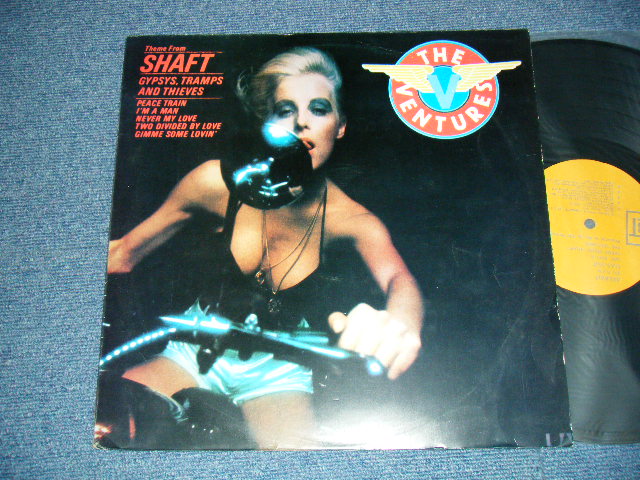 Theme From
SHAFT
GYPSYS, TRAMPS
AND THIEVES
PEACE TRAIN
I'M A MAN
NEVER MY LOVE
TWO DIVIDED BY LOVE
GIMME SOME LOVIN'
THE
V
VENTURES